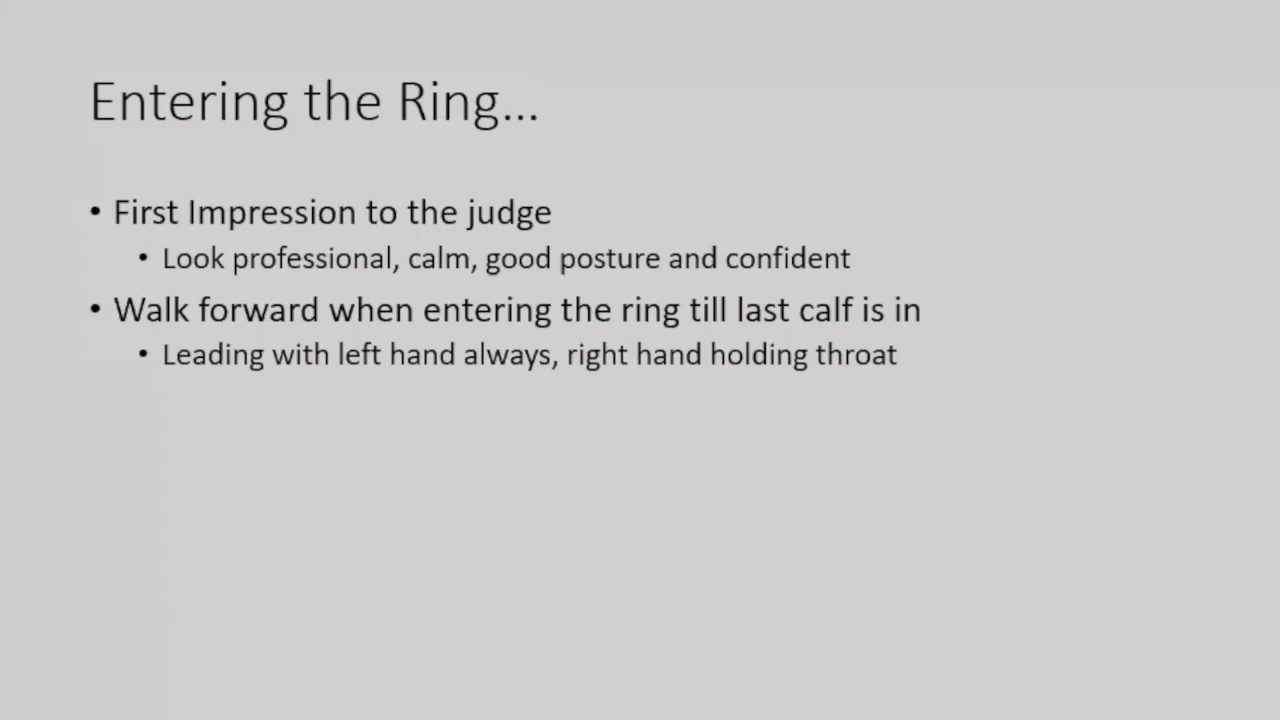 Entering the Ring...
• First Impression to the judge
• Look professional, calm, good posture and confident
• Walk forward when entering the ring till last calf is in
• Leading with left hand always, right hand holding throat